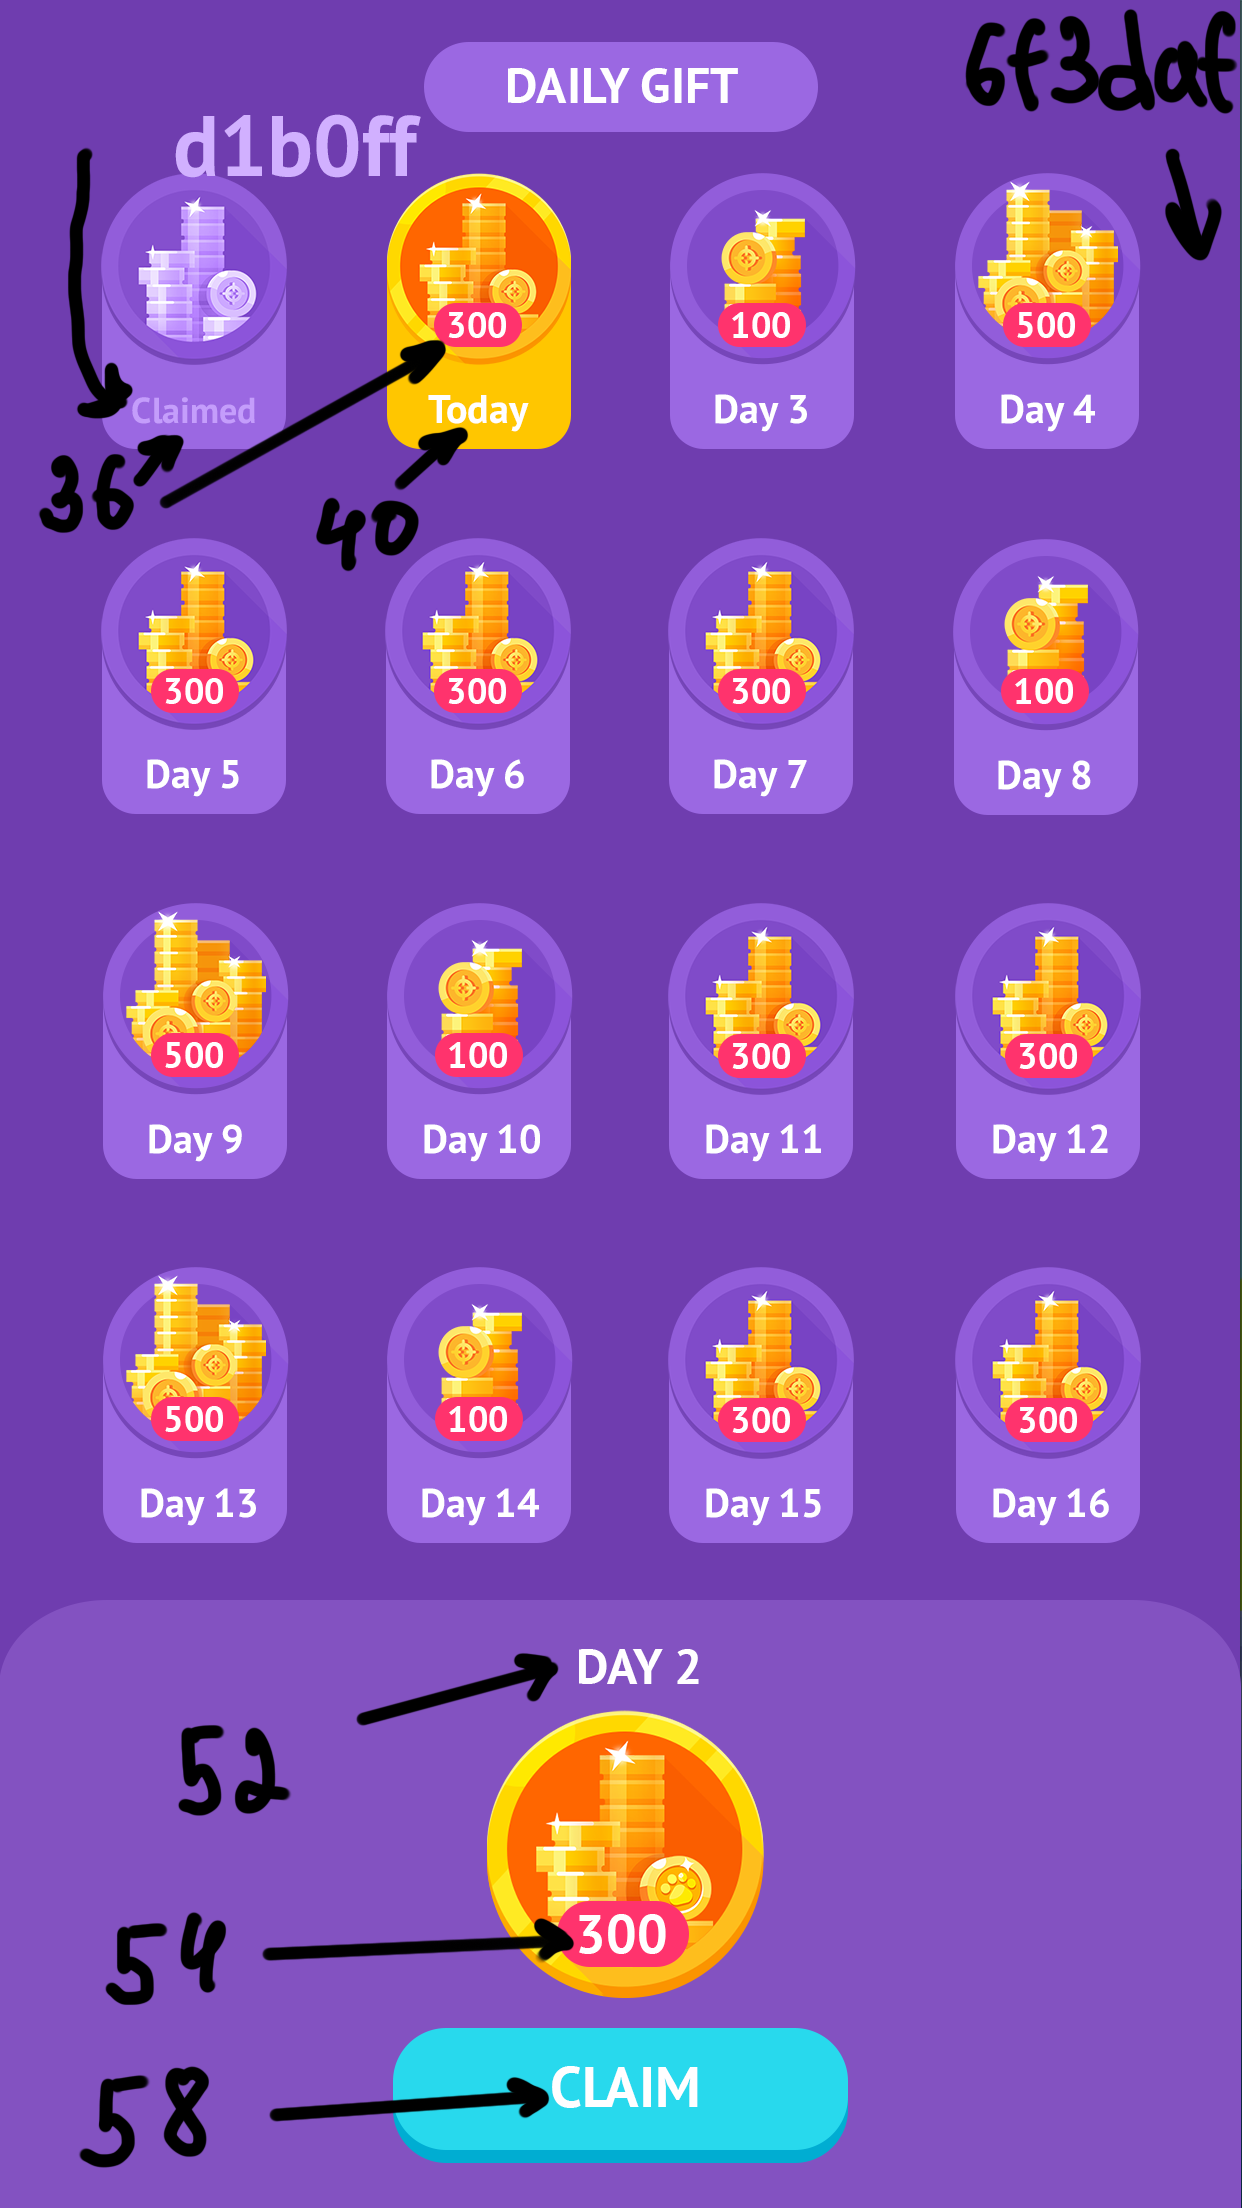 6f3daf
DAILY GIFT
d1b0ff
300 100 500
Claimed Today Day 3 Day 4
36 40
300 300 300 100
Day 5 Day 6 Day 7 Day 8
500 100 300 300
Day 9 Day 10 Day 11 Day 12
500 100 300 300
Day 13 Day 14 Day 15 Day 16
DAY 2
52
300
54
CLAIM
58